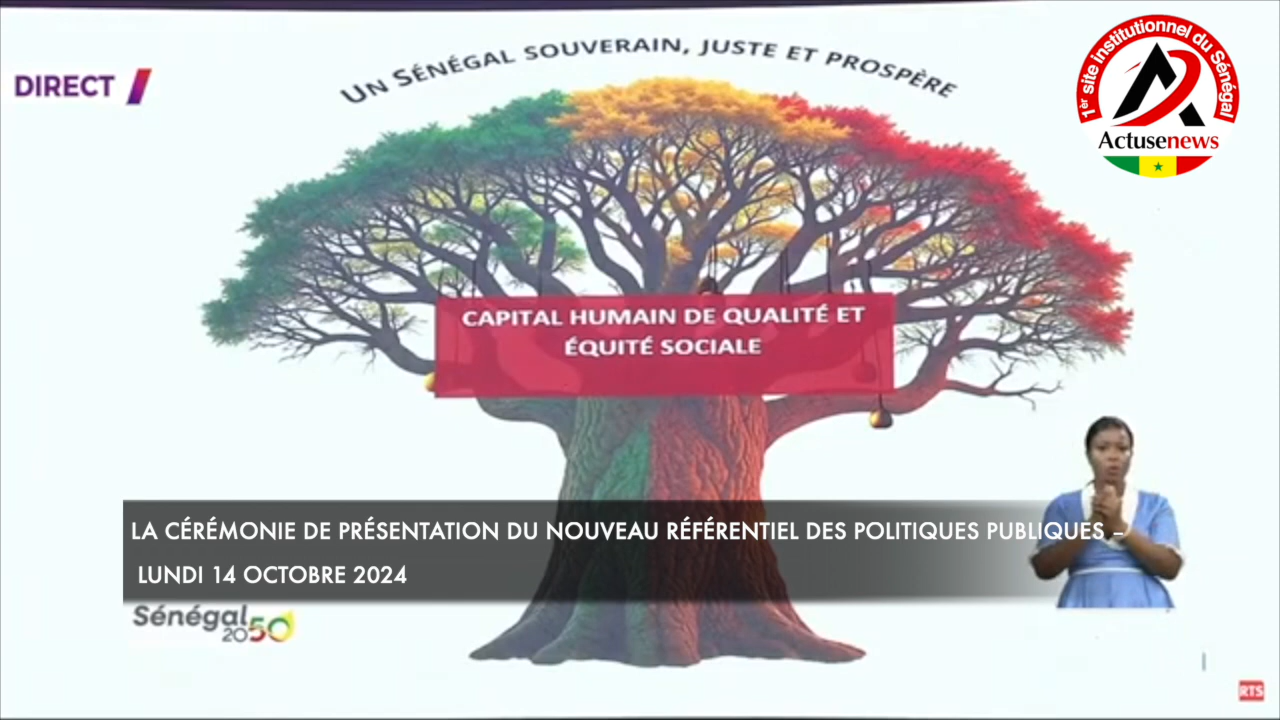 UN SÉNÉGAL SOUVERAIN, JUSTE ET PROSPÈRE
DIRECT
1er site institutionnel du Sénégal
Actusenews
CAPITAL HUMAIN DE QUALITÉ ET
ÉQUITÉ SOCIALE
LA CÉRÉMONIE DE PRÉSENTATION DU NOUVEAU RÉFÉRENTIEL DES POLITIQUES PUBLIQUES –
LUNDI 14 OCTOBRE 2024
Sénégal
2050
RTS